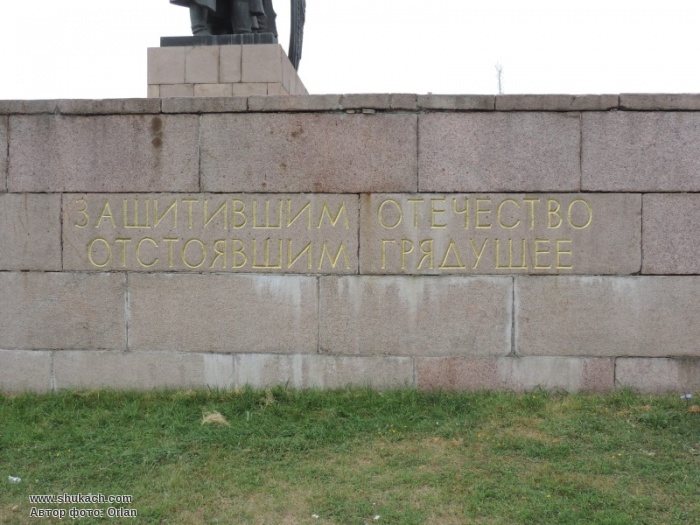 ЗАЩИТИВШИМ ОТЕЧЕСТВО
ОТСТОЯВШИМ ГРЯДУЩЕЕ
www.shukach.com
Автор фото: Orlan